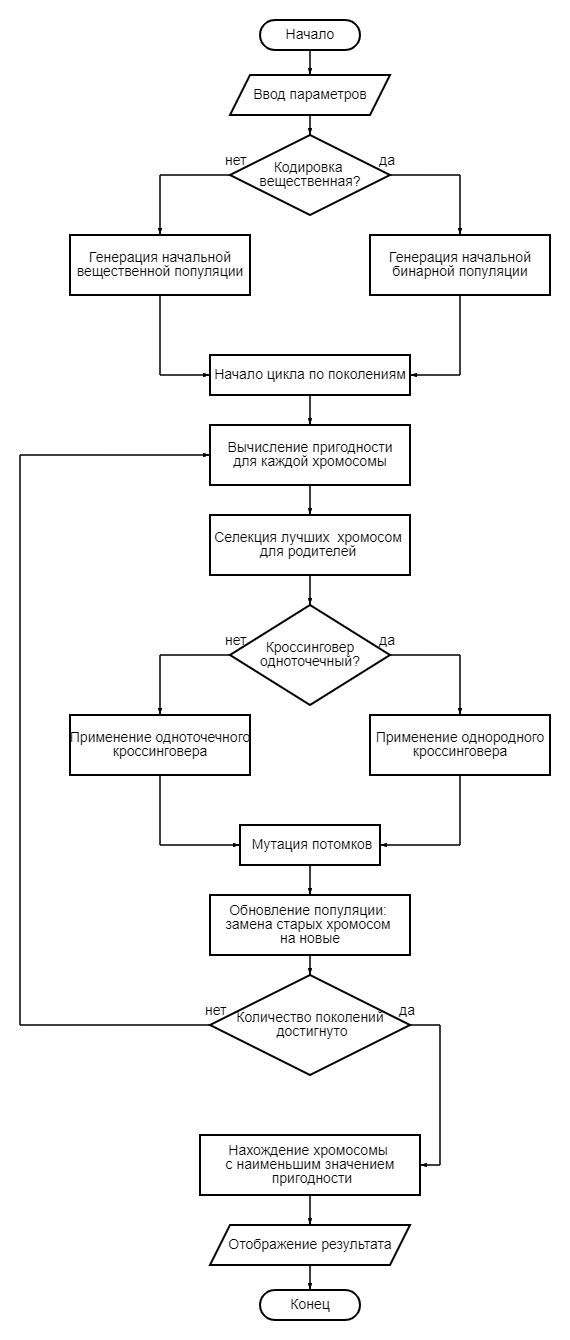 Начало
Ввод параметров
нет
да
Кодировка
вещественная?
Генерация начальной
вещественной популяции
Генерация начальной
бинарной популяции
Начало цикла по поколениям
Вычисление пригодности
для каждой хромосомы
Селекция лучших хромосом
для родителей
нет
да
Кроссинговер
одноточечный?
Применение одноточечного
кроссинговера
Применение однородного
кроссинговера
Мутация потомков
Обновление популяции:
замена старых хромосом
на новые
нет
да
Количество поколений
достигнуто
Нахождение хромосомы
с наименьшим значением
пригодности
Отображение результата
Конец